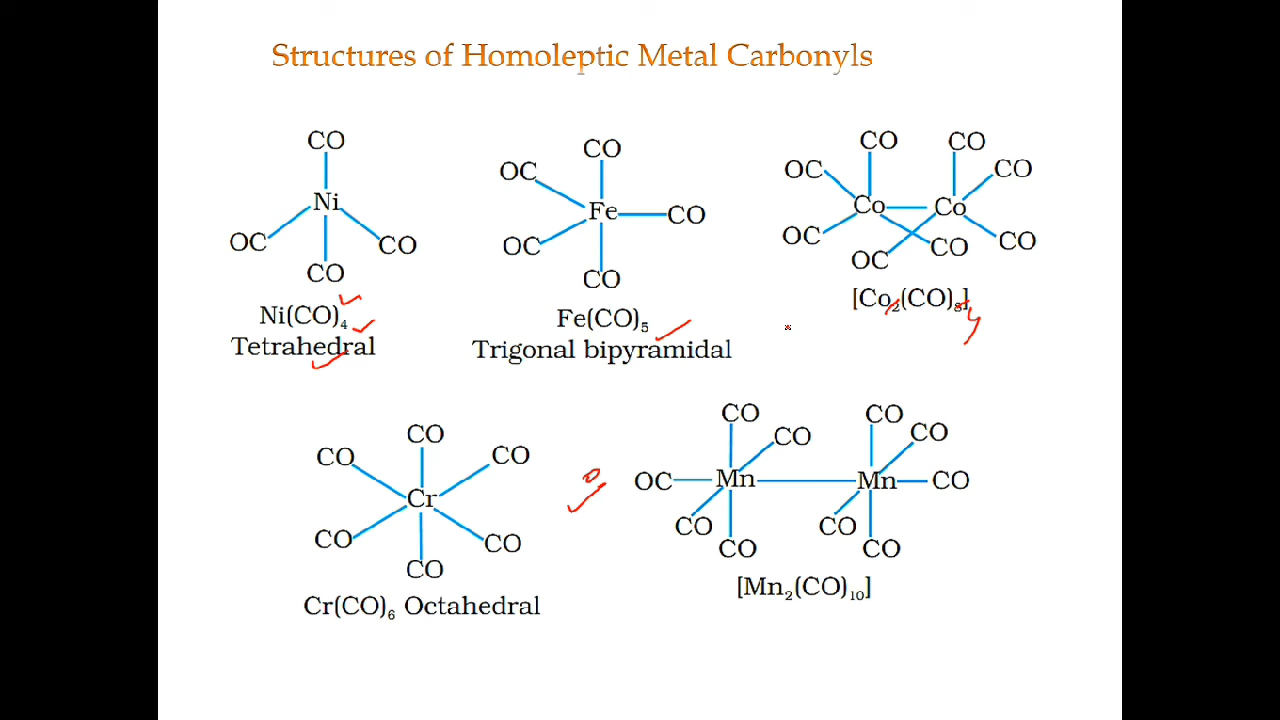 Structures of Homoleptic Metal Carbonyls
CO
Ni
OC
CO
CO
Ni(CO)₄
Tetrahedral
CO
OC
Fe
CO
OC
CO
Fe(CO)₅
Trigonal bipyramidal
CO
CO
OC
CO
Co
Co
OC
CO
CO
OC
[Co₂(CO)₈]
CO
CO
CO
Cr
CO
CO
CO
Cr(CO)₆ Octahedral
CO
CO
OC
Mn
CO
CO
CO
CO
Mn
CO
CO
CO
[Mn₂(CO)₁₀]